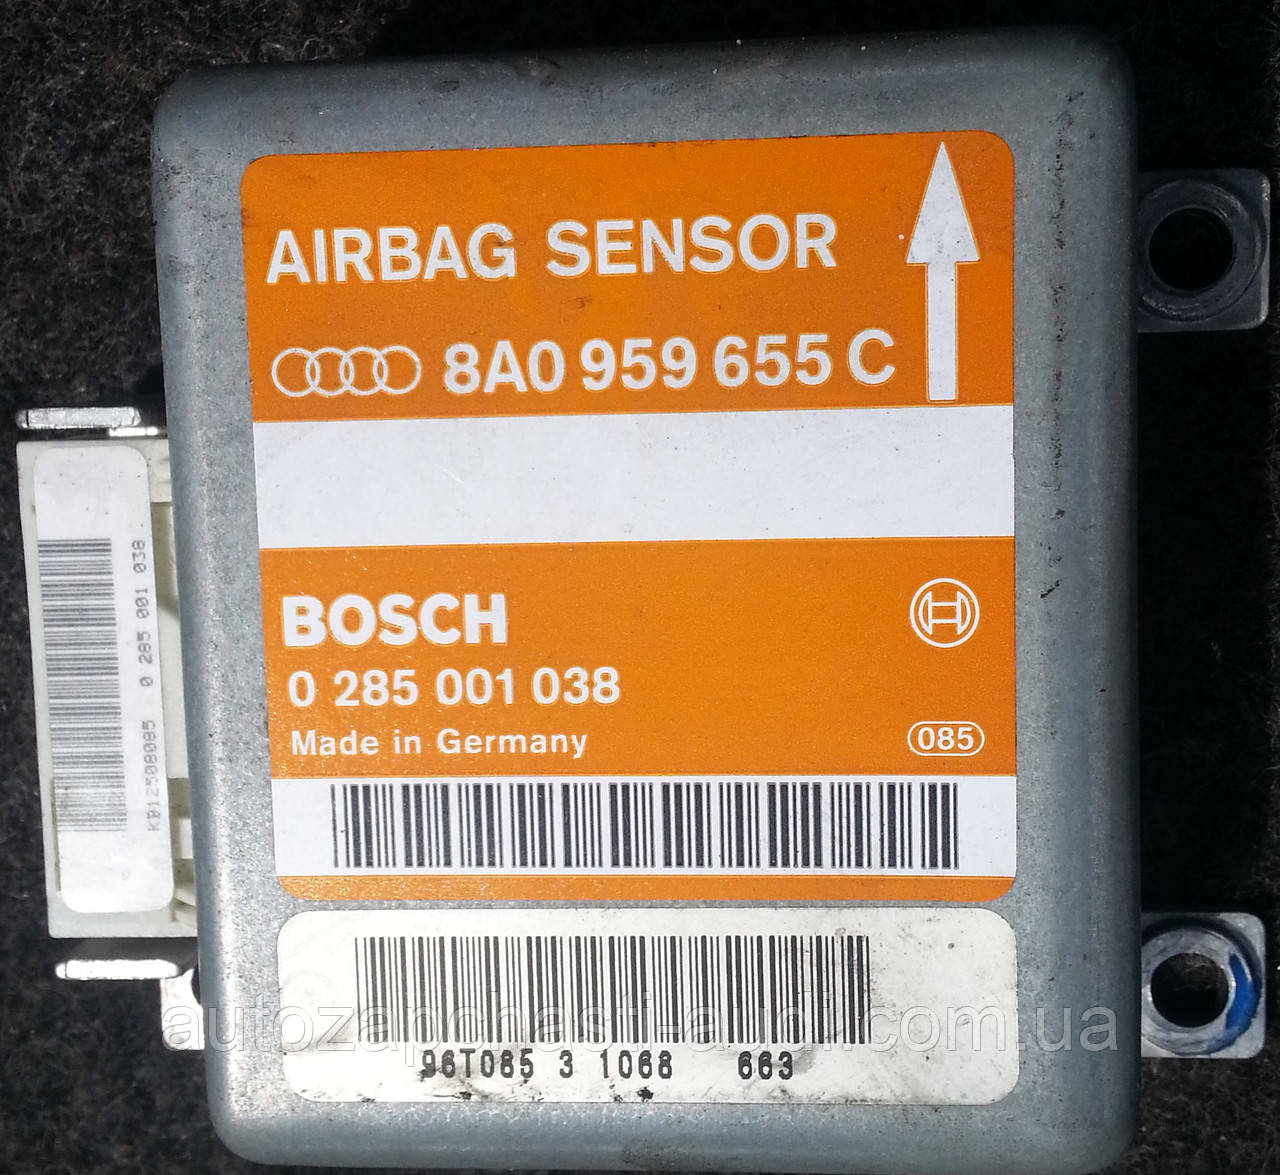 AIRBAG SENSOR
8A0 959 655 C
BOSCH
0 285 001 038
Made in Germany
085
96T085 3 1068 663
KB12508085 0 285 001 038
autozapchasti-audi.com.ua